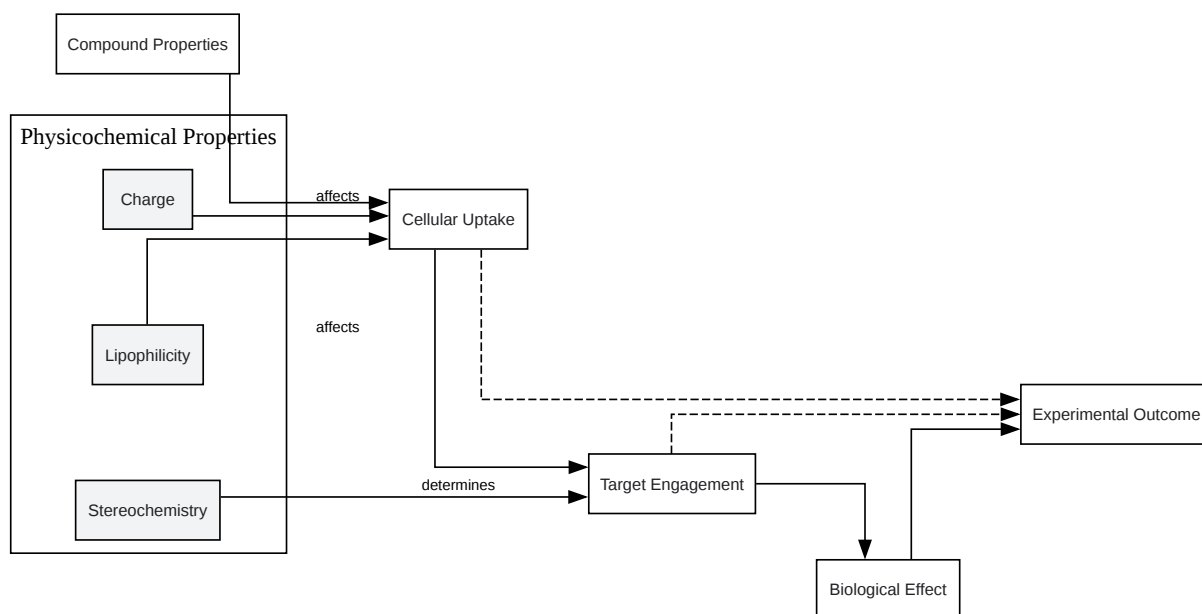 Compound Properties
Physicochemical Properties
Charge
affects
Cellular Uptake
affects
Lipophilicity
Experimental Outcome
determines
Target Engagement
Stereochemistry
Biological Effect